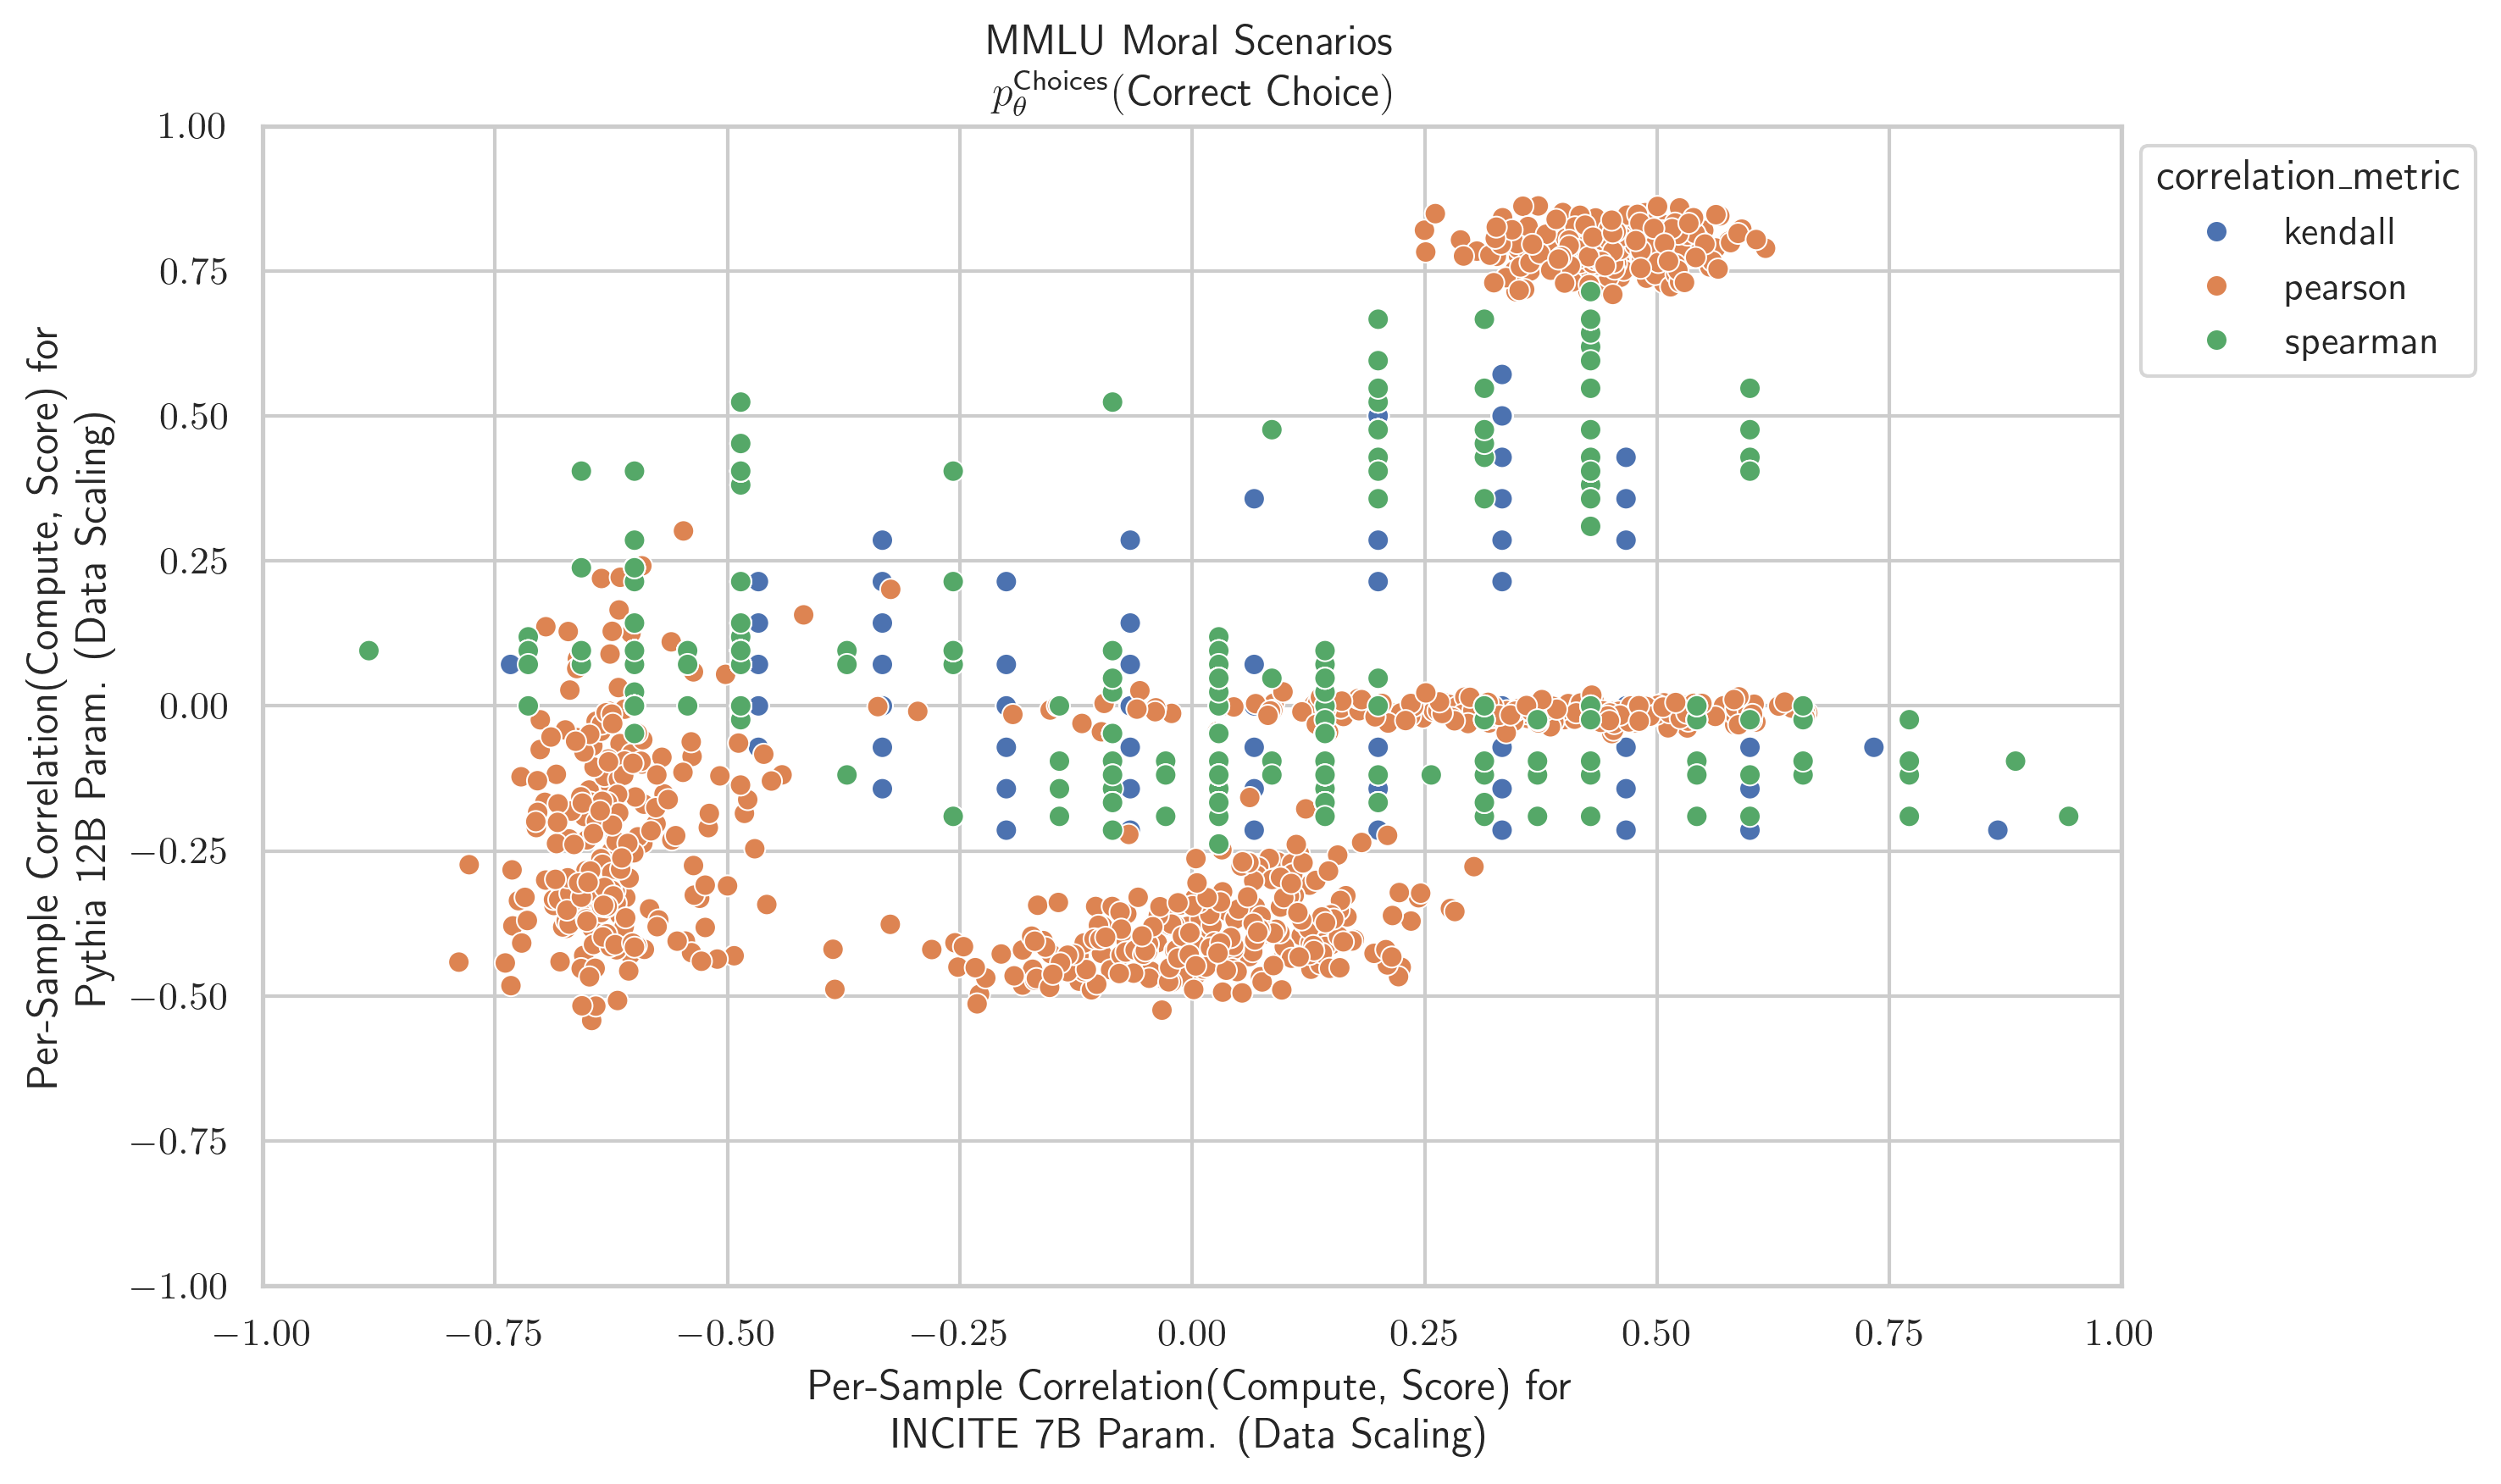 MMLU Moral Scenarios
p_θ^Choices(Correct Choice)
1.00
0.75
0.50
0.25
0.00
−0.25
−0.50
−0.75
−1.00
Per-Sample Correlation(Compute, Score) for
Pythia 12B Param. (Data Scaling)
−1.00
−0.75
−0.50
−0.25
0.00
0.25
0.50
0.75
1.00
Per-Sample Correlation(Compute, Score) for
INCITE 7B Param. (Data Scaling)
correlation_metric
kendall
pearson
spearman